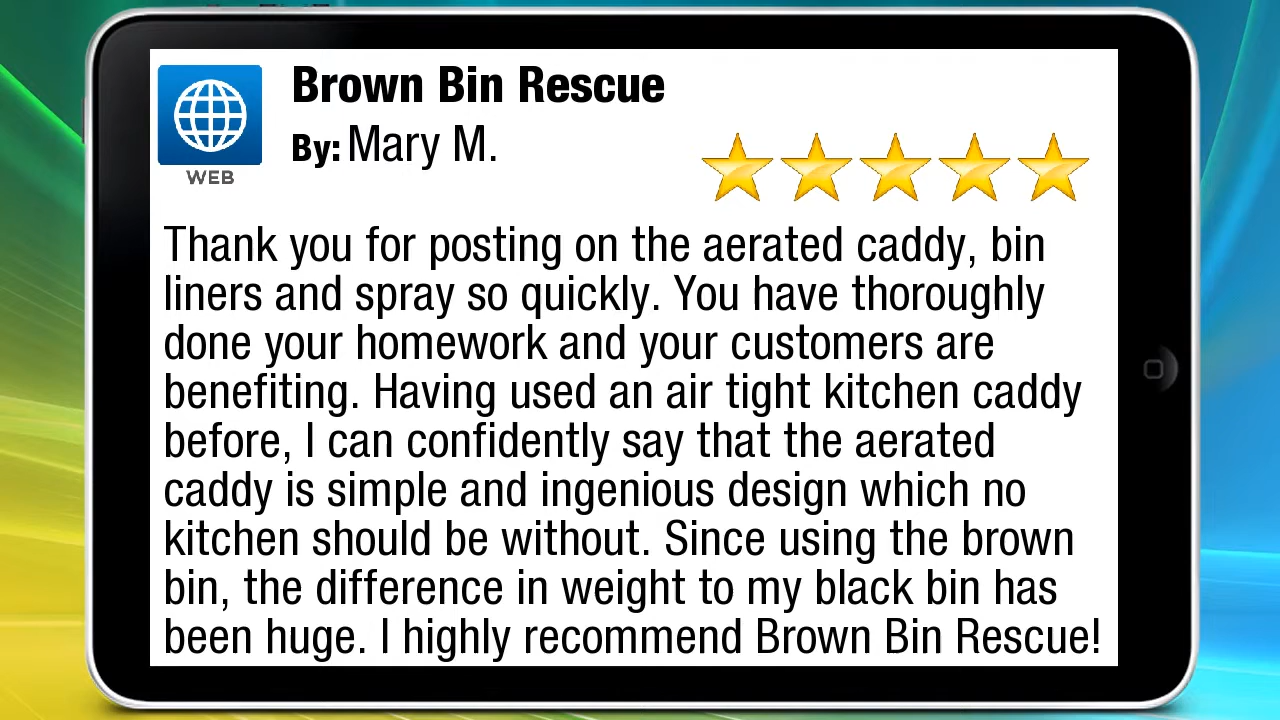 Brown Bin Rescue
By: Mary M.
WEB
Thank you for posting on the aerated caddy, bin
liners and spray so quickly. You have thoroughly
done your homework and your customers are
benefiting. Having used an air tight kitchen caddy
before, I can confidently say that the aerated
caddy is simple and ingenious design which no
kitchen should be without. Since using the brown
bin, the difference in weight to my black bin has
been huge. I highly recommend Brown Bin Rescue!